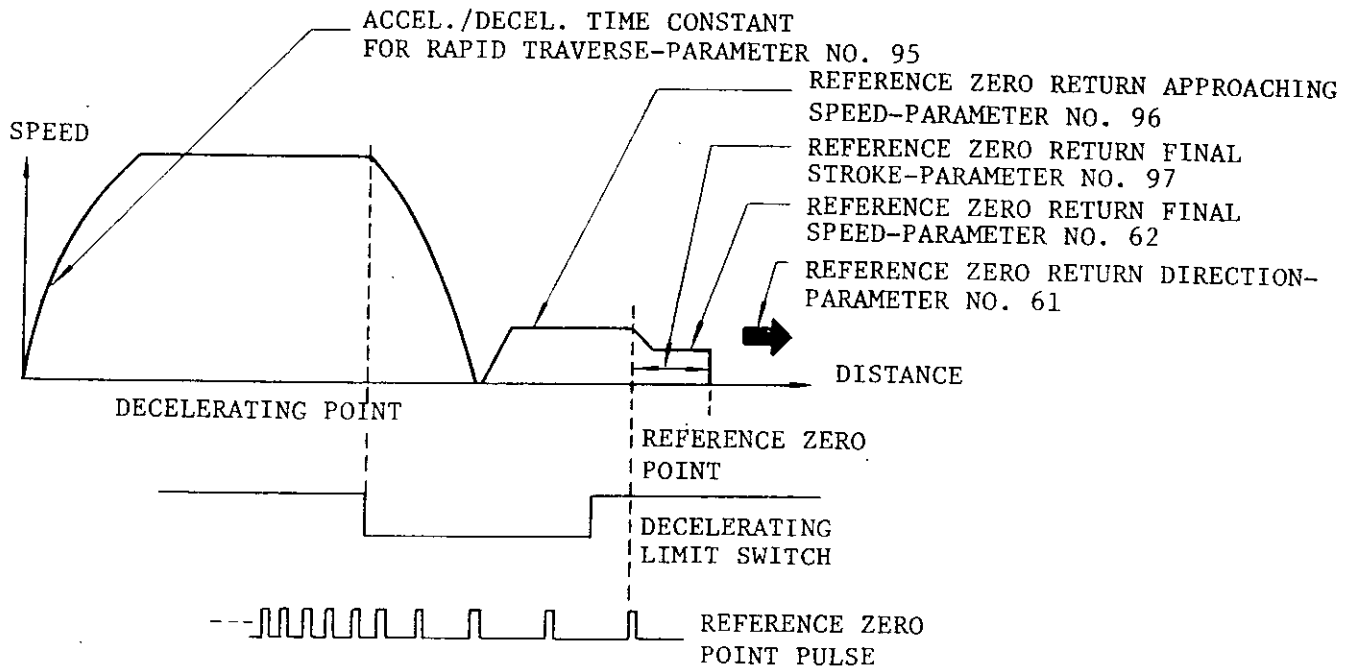 ACCEL./DECEL. TIME CONSTANT
FOR RAPID TRAVERSE-PARAMETER NO. 95
REFERENCE ZERO RETURN APPROACHING
SPEED-PARAMETER NO. 96
SPEED
REFERENCE ZERO RETURN FINAL
STROKE-PARAMETER NO. 97
REFERENCE ZERO RETURN FINAL
SPEED-PARAMETER NO. 62
REFERENCE ZERO RETURN DIRECTION-
PARAMETER NO. 61
DISTANCE
DECELERATING POINT
REFERENCE ZERO
POINT
DECELERATING
LIMIT SWITCH
REFERENCE ZERO
POINT PULSE